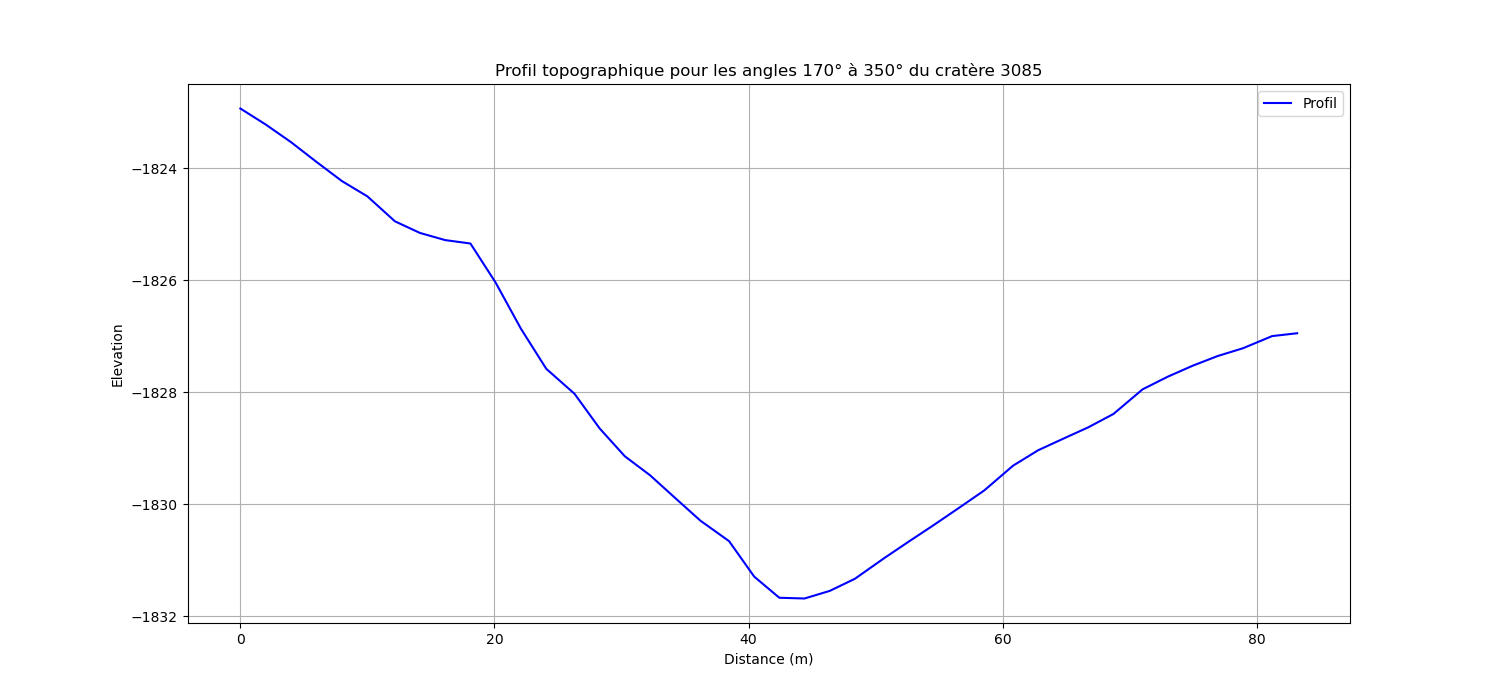 Profil topographique pour les angles 170° à 350° du cratère 3085
Profil
−1824
−1826
−1828
−1830
−1832
Elevation
0 20 40 60 80
Distance (m)